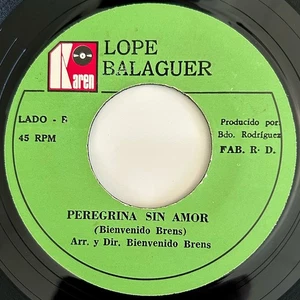 Karen
LOPE
BALAGUER
LADO - B
45 RPM
Producido por
Bdo. Rodríguez
FAB. R. D.
PEREGRINA SIN AMOR
(Bienvenido Brens)
Arr. y Dir. Bienvenido Brens